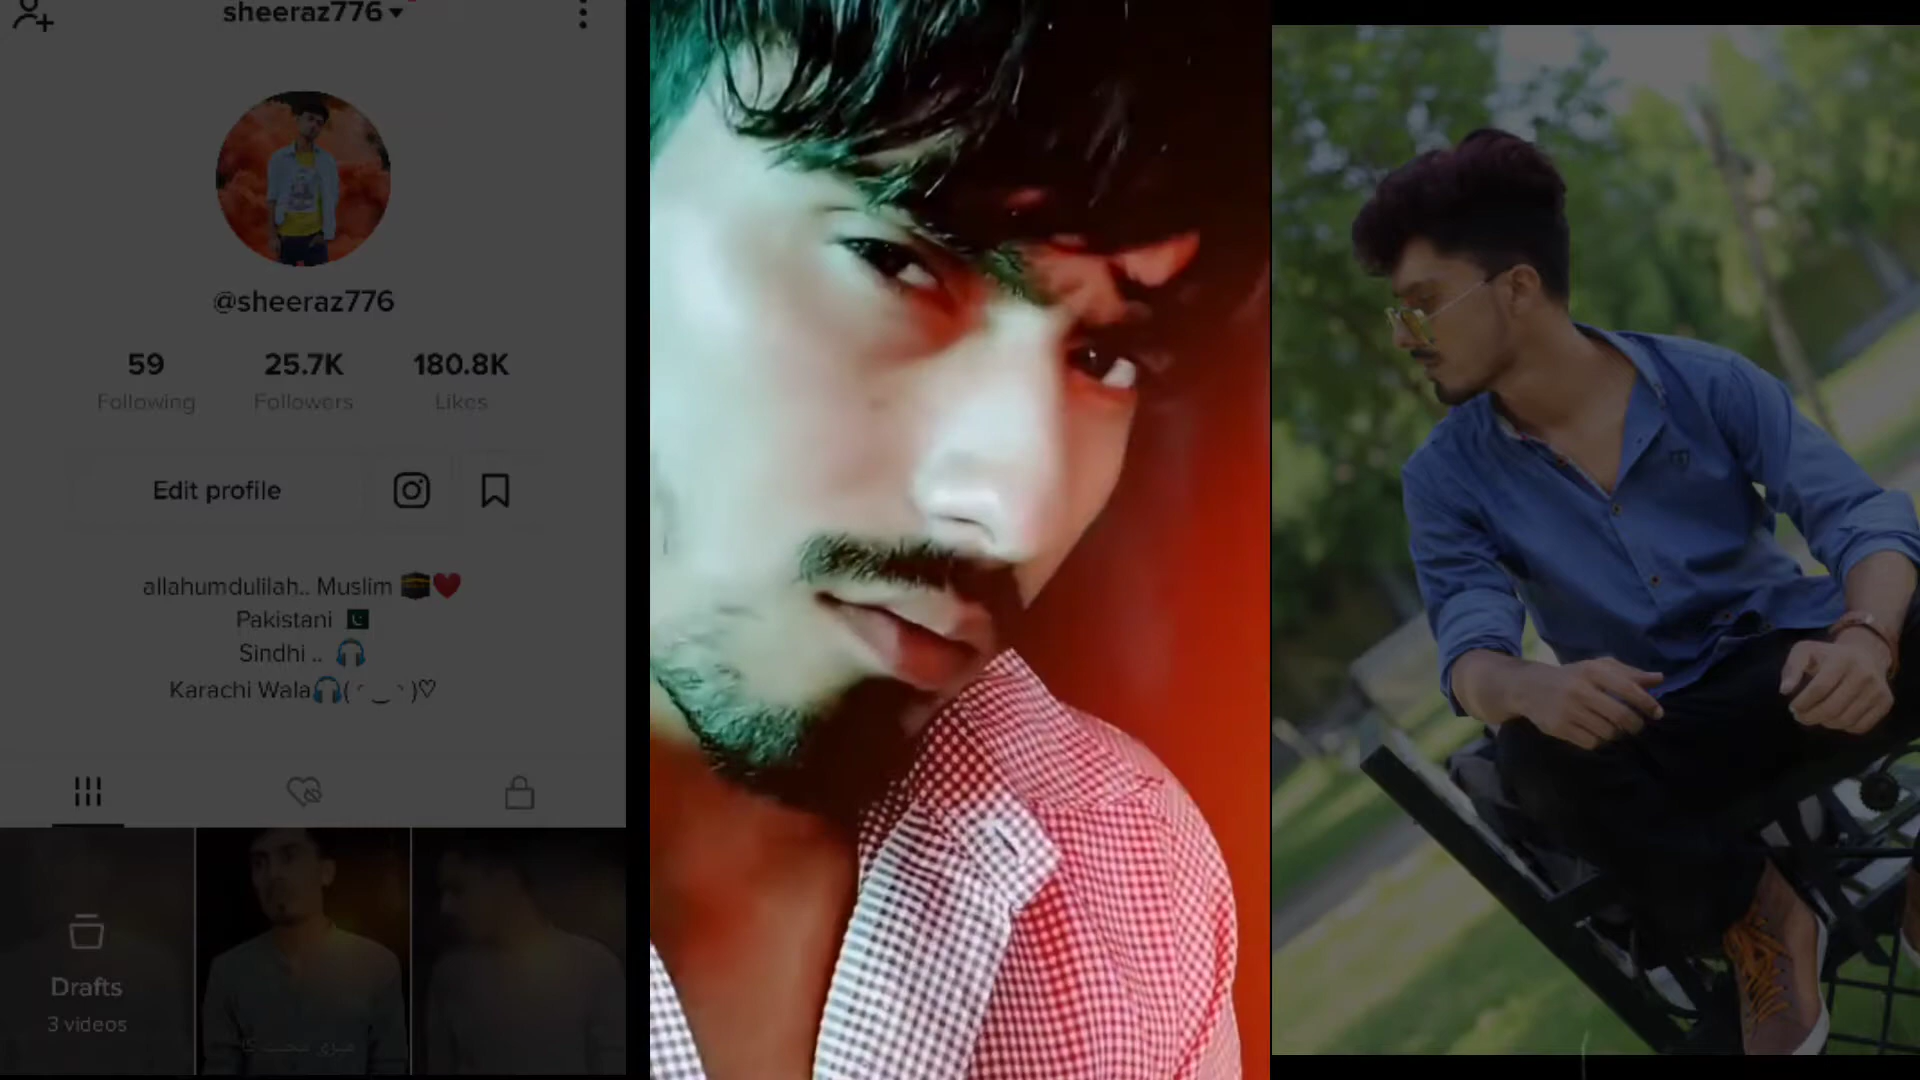 sheeraz776
@sheeraz776
59
Following
25.7K
Followers
180.8K
Likes
Edit profile
allahumdulilah.. Muslim 🕋❤️
Pakistani 🇵🇰
Sindhi .. 🎧
Karachi Wala🎧( ◜‿◝ )♡
Drafts
3 videos